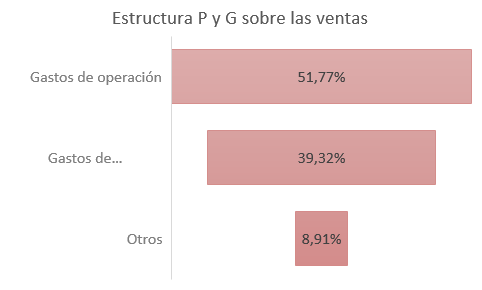 Estructura P y G sobre las ventas
Gastos de operación
51,77%
Gastos de...
39,32%
Otros
8,91%